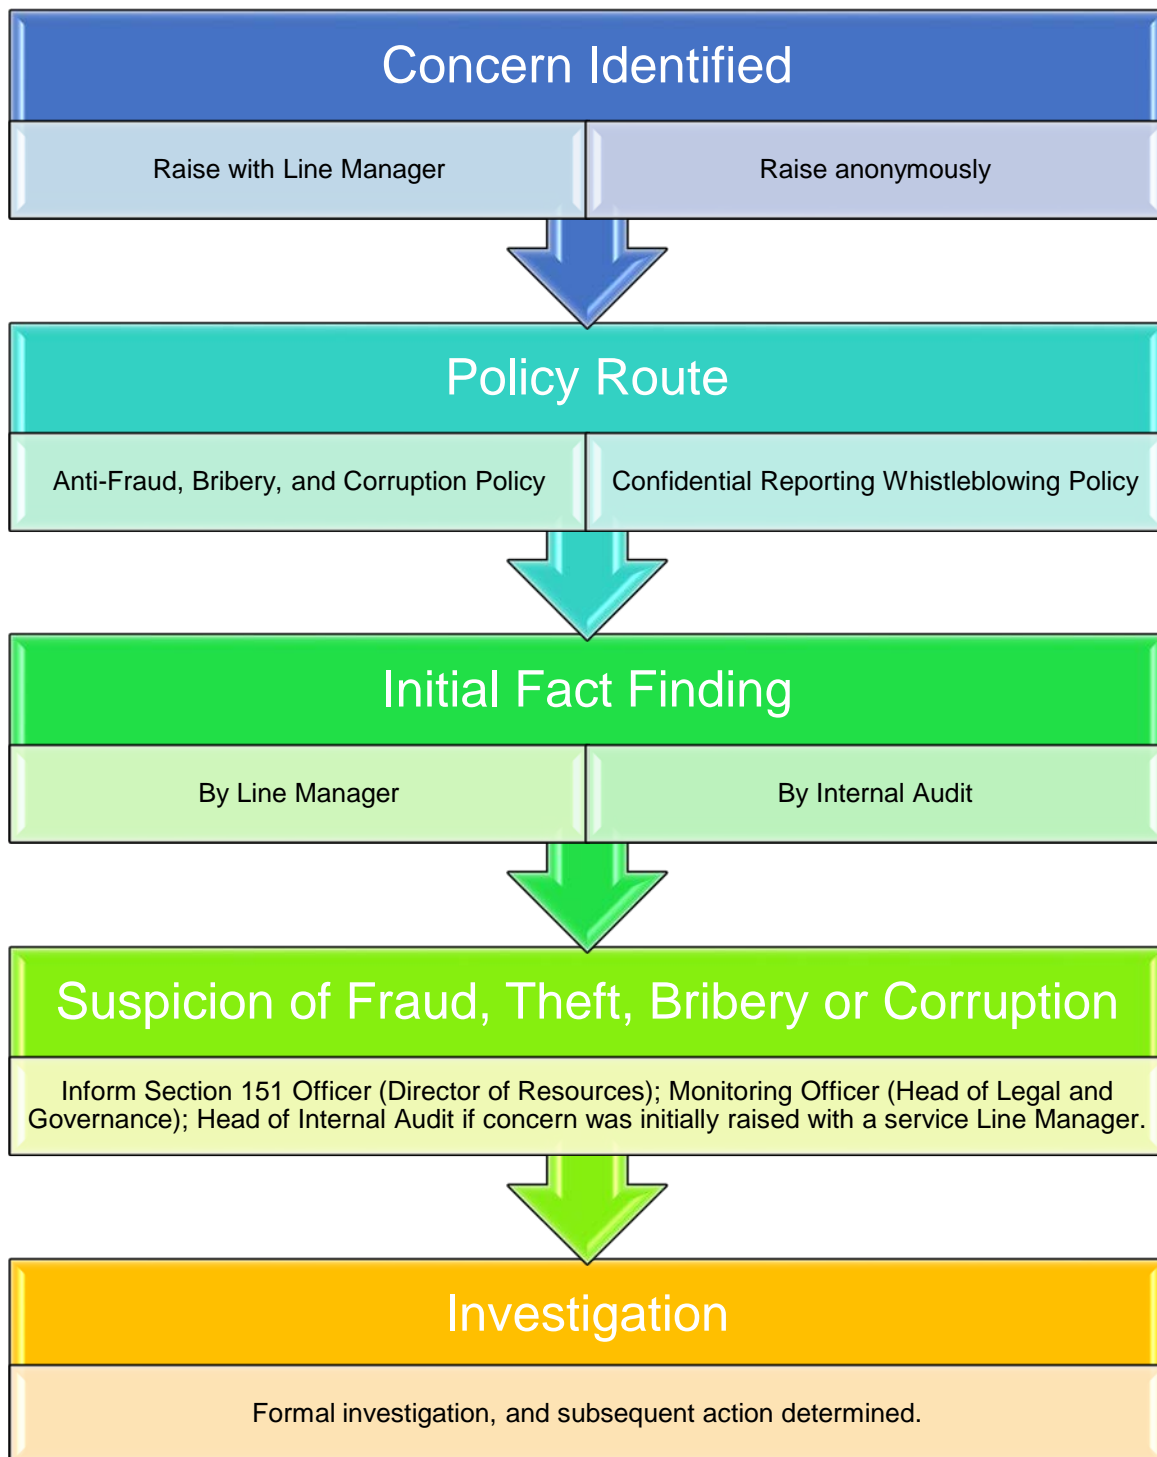 Concern Identified
Raise with Line Manager
Raise anonymously
Policy Route
Anti-Fraud, Bribery, and Corruption Policy
Confidential Reporting Whistleblowing Policy
Initial Fact Finding
By Line Manager
By Internal Audit
Suspicion of Fraud, Theft, Bribery or Corruption
Inform Section 151 Officer (Director of Resources); Monitoring Officer (Head of Legal and
Governance); Head of Internal Audit if concern was initially raised with a service Line Manager.
Investigation
Formal investigation, and subsequent action determined.